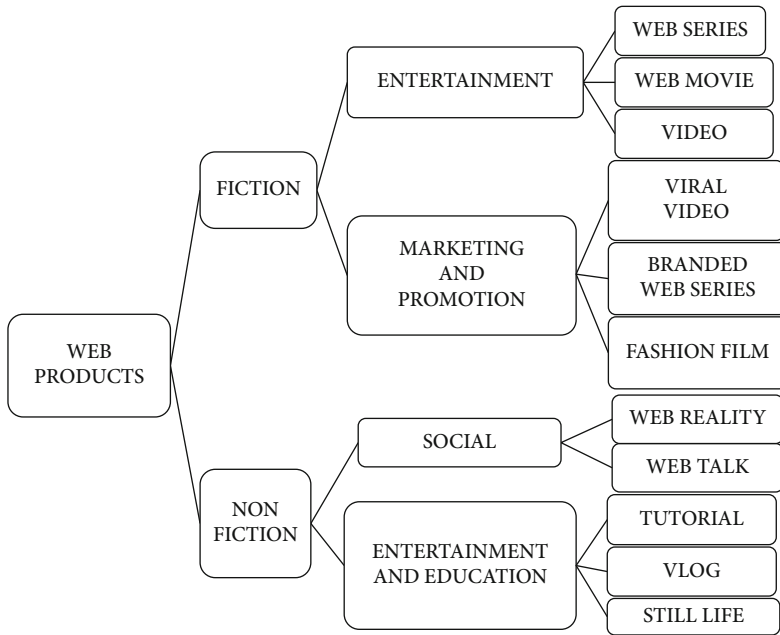 WEB
PRODUCTS
FICTION
ENTERTAINMENT
WEB SERIES
WEB MOVIE
VIDEO
MARKETING
AND
PROMOTION
VIRAL
VIDEO
BRANDED
WEB SERIES
FASHION FILM
NON
FICTION
SOCIAL
WEB REALITY
WEB TALK
ENTERTAINMENT
AND EDUCATION
TUTORIAL
VLOG
STILL LIFE